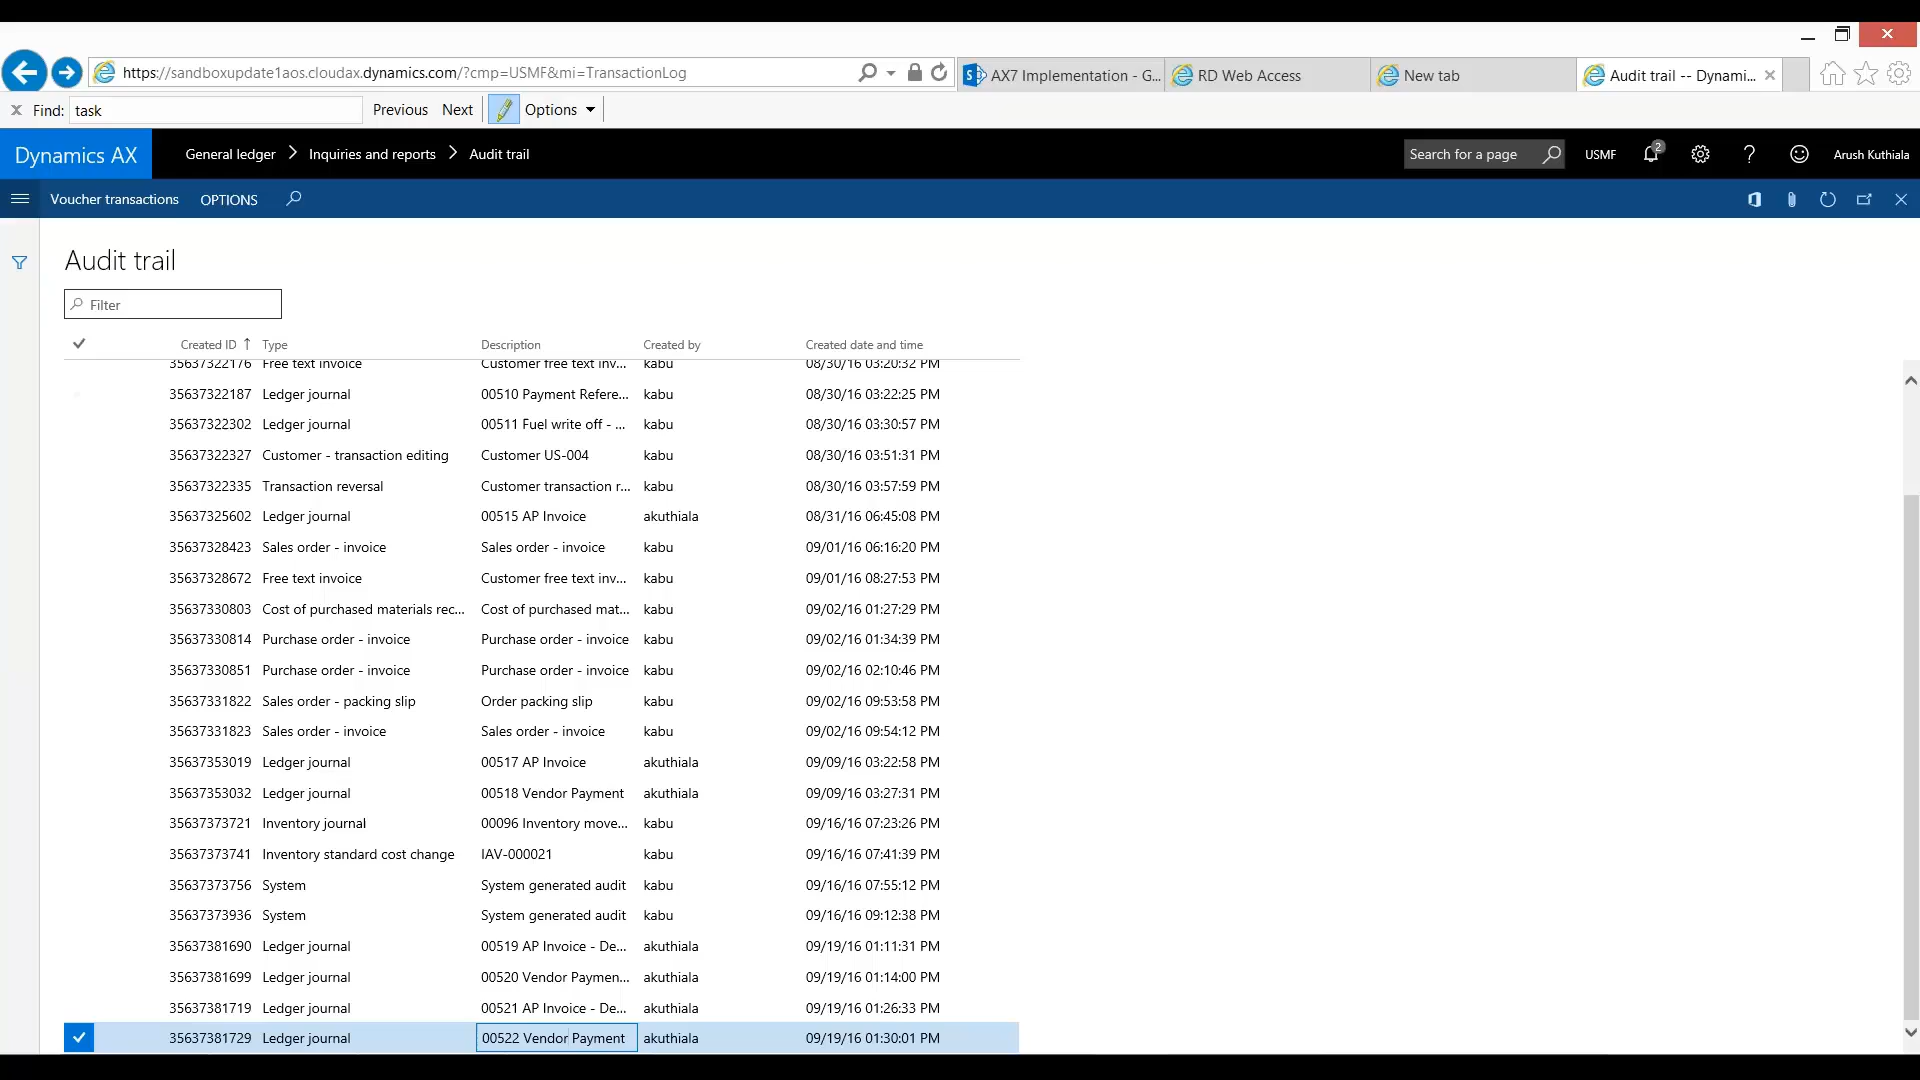 https://sandboxupdate1aos.cloudax.dynamics.com/?cmp=USMF&mi=TransactionLog
AX7 Implementation - G...
RD Web Access
New tab
Audit trail -- Dynami...
Find: task
Previous Next Options
Dynamics AX
General ledger > Inquiries and reports > Audit trail
Search for a page
USMF
2
Arush Kuthiala
Voucher transactions OPTIONS
Audit trail
Filter
Created ID Type Description Created by Created date and time
35637322176 Free text invoice Customer free text inv... kabu 08/30/16 03:20:32 PM
35637322187 Ledger journal 00510 Payment Refere... kabu 08/30/16 03:22:25 PM
35637322302 Ledger journal 00511 Fuel write off - ... kabu 08/30/16 03:30:57 PM
35637322327 Customer - transaction editing Customer US-004 kabu 08/30/16 03:51:31 PM
35637322335 Transaction reversal Customer transaction r... kabu 08/30/16 03:57:59 PM
35637325602 Ledger journal 00515 AP Invoice akuthiala 08/31/16 06:45:08 PM
35637328423 Sales order - invoice Sales order - invoice kabu 09/01/16 06:16:20 PM
35637328672 Free text invoice Customer free text inv... kabu 09/01/16 08:27:53 PM
35637330803 Cost of purchased materials rec... Cost of purchased mat... kabu 09/02/16 01:27:29 PM
35637330814 Purchase order - invoice Purchase order - invoice kabu 09/02/16 01:34:39 PM
35637330851 Purchase order - invoice Purchase order - invoice kabu 09/02/16 02:10:46 PM
35637331822 Sales order - packing slip Order packing slip kabu 09/02/16 09:53:58 PM
35637331823 Sales order - invoice Sales order - invoice kabu 09/02/16 09:54:12 PM
35637353019 Ledger journal 00517 AP Invoice akuthiala 09/09/16 03:22:58 PM
35637353032 Ledger journal 00518 Vendor Payment akuthiala 09/09/16 03:27:31 PM
35637373721 Inventory journal 00096 Inventory move... kabu 09/16/16 07:23:26 PM
35637373741 Inventory standard cost change IAV-000021 kabu 09/16/16 07:41:39 PM
35637373756 System System generated audit kabu 09/16/16 07:55:12 PM
35637373936 System System generated audit kabu 09/16/16 09:12:38 PM
35637381690 Ledger journal 00519 AP Invoice - De... akuthiala 09/19/16 01:11:31 PM
35637381699 Ledger journal 00520 Vendor Paymen... akuthiala 09/19/16 01:14:00 PM
35637381719 Ledger journal 00521 AP Invoice - De... akuthiala 09/19/16 01:26:33 PM
35637381729 Ledger journal 00522 Vendor Payment akuthiala 09/19/16 01:30:01 PM